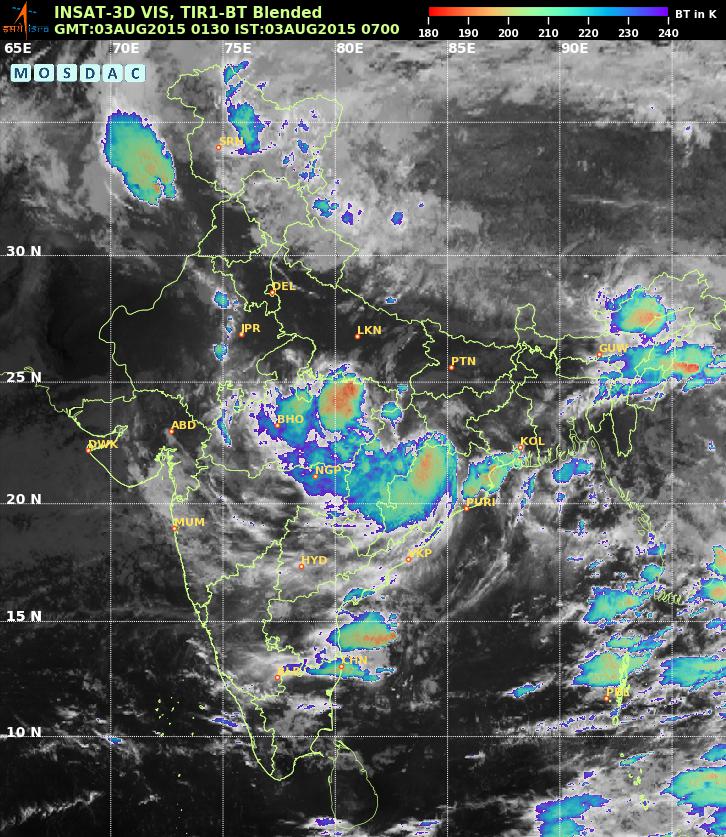 INSAT-3D VIS, TIR1-BT Blended
GMT:03AUG2015 0130 IST:03AUG2015 0700
BT in K
180 190 200 210 220 230 240
65E 70E 75E 80E 85E 90E
M O S D A C
SRN
30 N
DEL
JPR LKN
GUW
PTN
25 N
BHO
ABD
DWK KOL
NGP
20 N
PURI
MUM
VKP
HYD
15 N
CHN
PBL
10 N